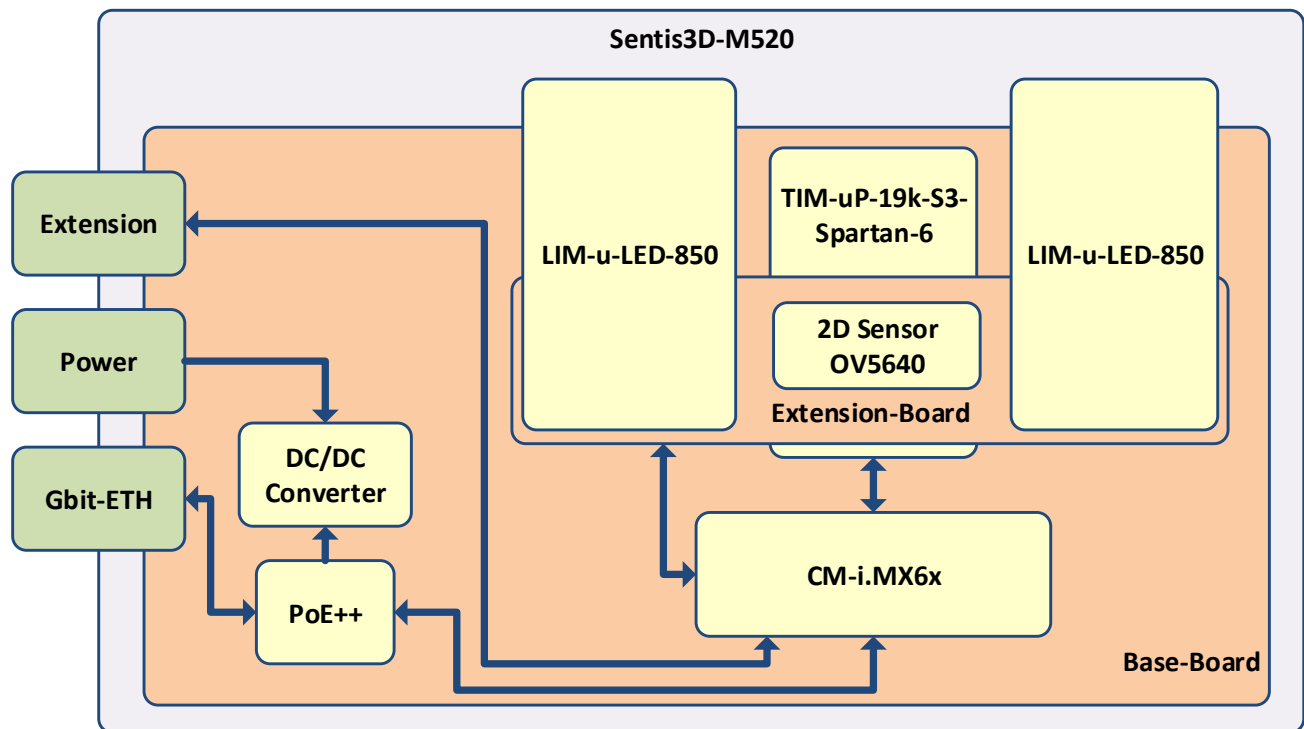 Sentis3D-M520
Extension
LIM-u-LED-850
TIM-uP-19k-S3-
Spartan-6
LIM-u-LED-850
Power
2D Sensor
OV5640
Extension-Board
Gbit-ETH
DC/DC
Converter
CM-i.MX6x
PoE++
Base-Board